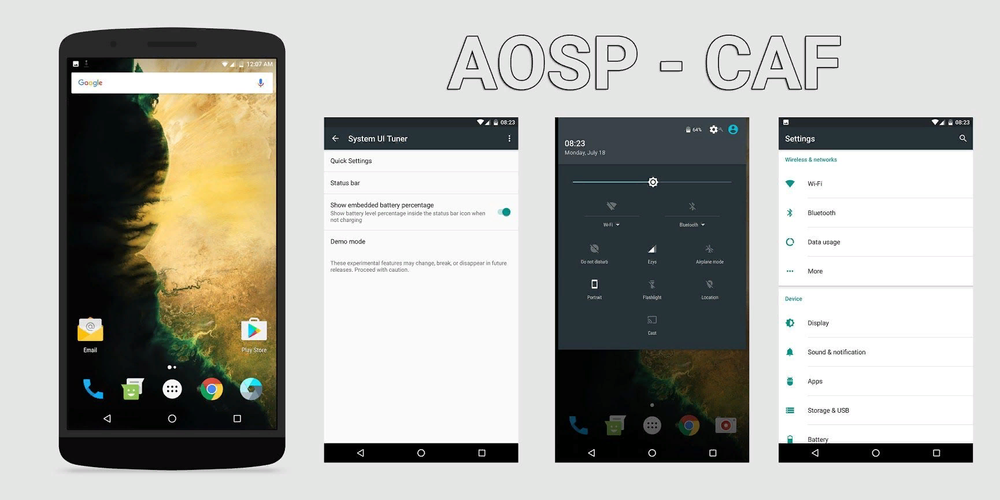 AOSP - CAF
12:07 AM
Google
Email
Play Store
08:23
System UI Tuner
Quick Settings
Status bar
Show embedded battery percentage
Show battery level percentage inside the status bar icon when
not charging
Demo mode
These experimental features may change, break, or disappear in future
releases. Proceed with caution.
64%
08:23
Monday, July 18
Wi-Fi
Bluetooth
Do not disturb
Ezys
Airplane mode
Portrait
Flashlight
Location
Cast
08:23
Settings
Wireless & networks
Wi-Fi
Bluetooth
Data usage
More
Device
Display
Sound & notification
Apps
Storage & USB
Battery